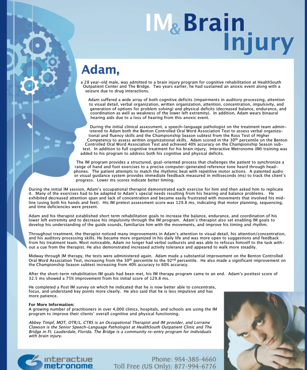 IM & Brain
Injury
Adam,
a 29 year-old male, was admitted to a brain injury program for cognitive rehabilitation at HealthSouth
Outpatient Center and The Bridge. Two years earlier, he had sustained an anoxic event along with a
seizure due to drug interactions.
Adam suffered a wide array of both cognitive deficits (impairments in auditory processing, attention
to visual detail, verbal organization, written organization, attention, concentration, impulsivity, and
generation of options for problem solving) and physical deficits (decreased balance, endurance, and
coordination as well as weakness of the lower left extremity). In addition, Adam wears binaural
hearing aids due to a loss of hearing from this anoxic event.
During the initial clinical assessment, a speech-language pathologist on the treatment team admin-
istered to Adam both the Benton Controlled Oral Word Association Test to assess verbal organiza-
tional and fluency skills and the Championship Season subtest from the Ross Test of Higher
Competency to assess written organizational skills. Adam scored in the 30th percentile on the Benton
Controlled Oral Word Association Test and achieved 40% accuracy on the Championship Season sub-
test. In addition to full cognitive treatment for his brain injury, Interactive Metronome (IM) training was
added to his program to address both his cognitive and physical deficits.
The IM program provides a structured, goal-oriented process that challenges the patient to synchronize a
range of hand and foot exercises to a precise computer-generated reference tone heard through head-
phones. The patient attempts to match the rhythmic beat with repetitive motor actions. A patented audio
or visual guidance system provides immediate feedback measured in milliseconds (ms) to track the client's
progress. Lower ms scores indicate better timing.
During the initial IM session, Adam's occupational therapist demonstrated each exercise for him and then asked him to replicate
it. Many of the exercises had to be adapted to Adam's special needs resulting from his hearing and balance problems. He
exhibited decreased attention span and lack of concentration and became easily frustrated with movements that involved his mid-
line (using both his hands and feet). His IM pretest assessment score was 129.8 ms, indicating that motor planning, sequencing,
and time deficiencies were present.
Adam and his therapist established short term rehabilitation goals to increase the balance, endurance, and coordination of his
lower left extremity and to decrease his impulsivity through the IM program. Adam's therapist also set enabling IM goals to
develop his understanding of the guide sounds, familiarize him with the movements, and improve his timing and rhythm.
Throughout treatment, the therapist noticed many improvements in Adam's attention to visual detail, his attention/concentration,
and his auditory processing skills. He became more organized in his daily life and was more open to suggestions and feedback
from his treatment team. Most noticeable, Adam no longer had verbal outbursts and was able to refocus himself to the task with-
out a cue from the therapist. He also demonstrated increased activity tolerance and appeared to walk more steadily.
Midway through IM therapy, the tests were administered again. Adam made a substantial improvement on the Benton Controlled
Oral Word Association Test, increasing from the 30th percentile to the 82nd percentile. He also made a significant improvement on
the Championship Season subtest increasing from 40% accuracy to 80% accuracy.
After the short-term rehabilitation IM goals had been met, his IM therapy program came to an end. Adam's posttest score of
32.5 ms showed a 75% improvement from his initial score of 129.8 ms.
He completed a Post IM survey on which he indicated that he is now better able to concentrate,
focus, and understand key points more clearly. He also said that he is less impulsive and has
more patience.
For More Information:
A growing number of practitioners in over 4,000 clinics, hospitals, and schools are using the IM
program to improve their clients' overall cognitive and physical functioning.
Abbey Timpf, MOT, OTR/L, CTRS is an Occupational Therapist and IM provider, and Lorraine
Clawson is the Senior Speech-Language Pathologist at HealthSouth Outpatient Clinic and The
Bridge in Ft. Lauderdale, Florida. The Bridge is a community re-entry program for individuals
with brain injury.
interactive
metronome
Phone: 954-385-4660
Toll Free (US Only): 877-994-6776